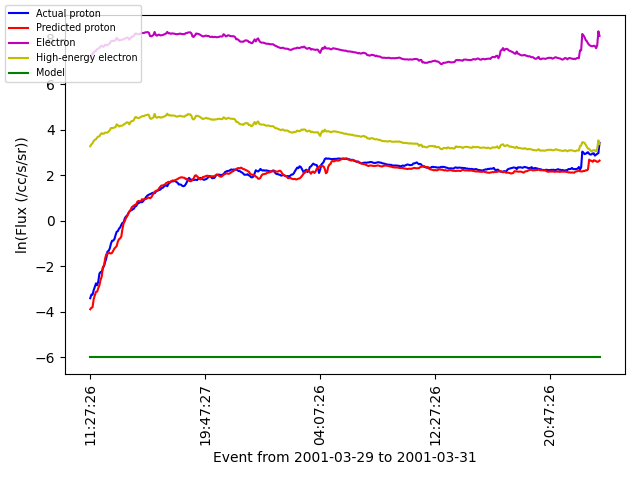 Actual proton
Predicted proton
Electron
High-energy electron
Model
8
6
4
2
0
−2
−4
−6
ln(Flux (/cc/s/sr))
11:27:26
19:47:27
04:07:26
12:27:26
20:47:26
Event from 2001-03-29 to 2001-03-31